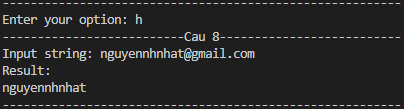 ---------------------------------------------------------
Enter your option: h
--------------------------Cau 8--------------------------
Input string: nguyennhnhat@gmail.com
Result:
nguyennhnhat
---------------------------------------------------------